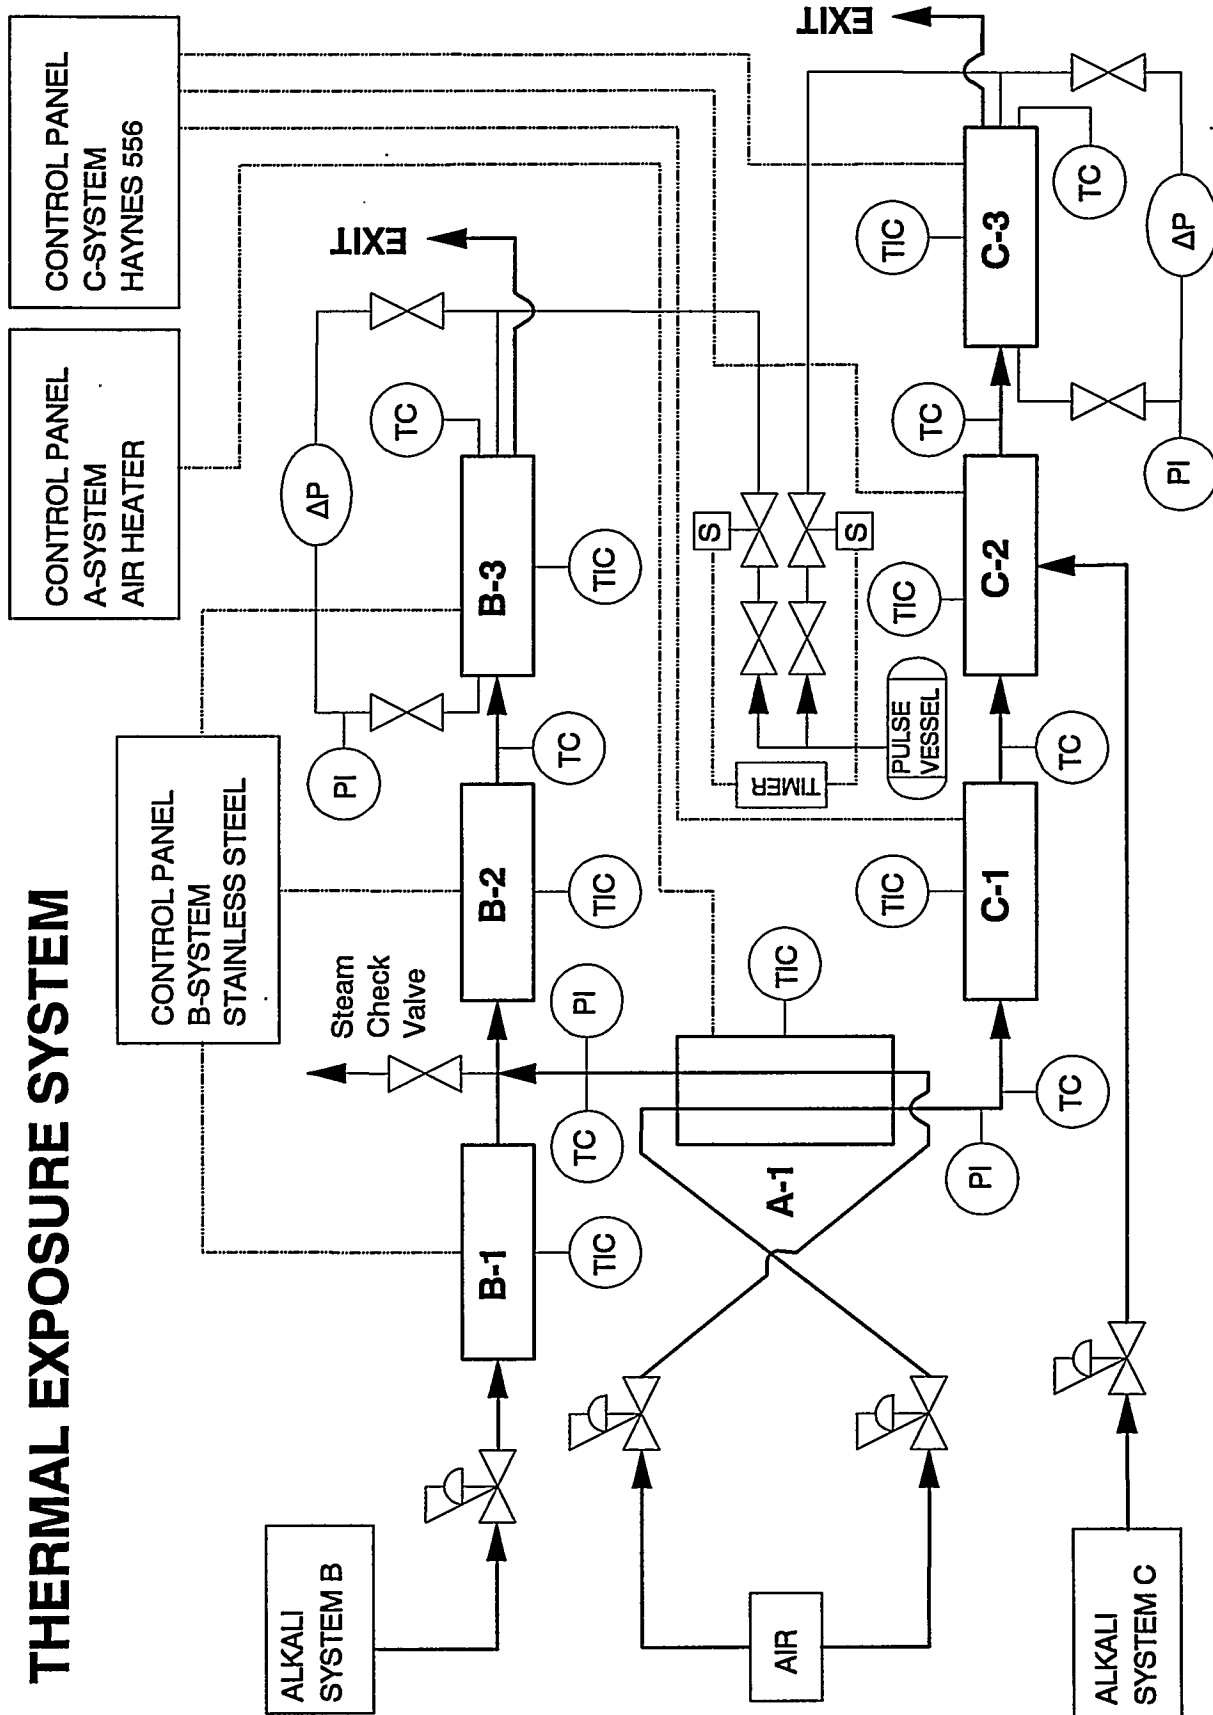 THERMAL EXPOSURE SYSTEM
CONTROL PANEL
B-SYSTEM
STAINLESS STEEL
CONTROL PANEL
A-SYSTEM
AIR HEATER
CONTROL PANEL
C-SYSTEM
HAYNES 556
ALKALI
SYSTEM B
B-1
TIC
Steam
Check
Valve
TC
PI
B-2
TIC
TC
PI
ΔP
B-3
TIC
TC
EXIT
AIR
A-1
TIC
PI
TC
TIMER
PULSE
VESSEL
S
S
ALKALI
SYSTEM C
C-1
TIC
TC
C-2
TIC
TC
PI
C-3
TIC
TC
ΔP
EXIT